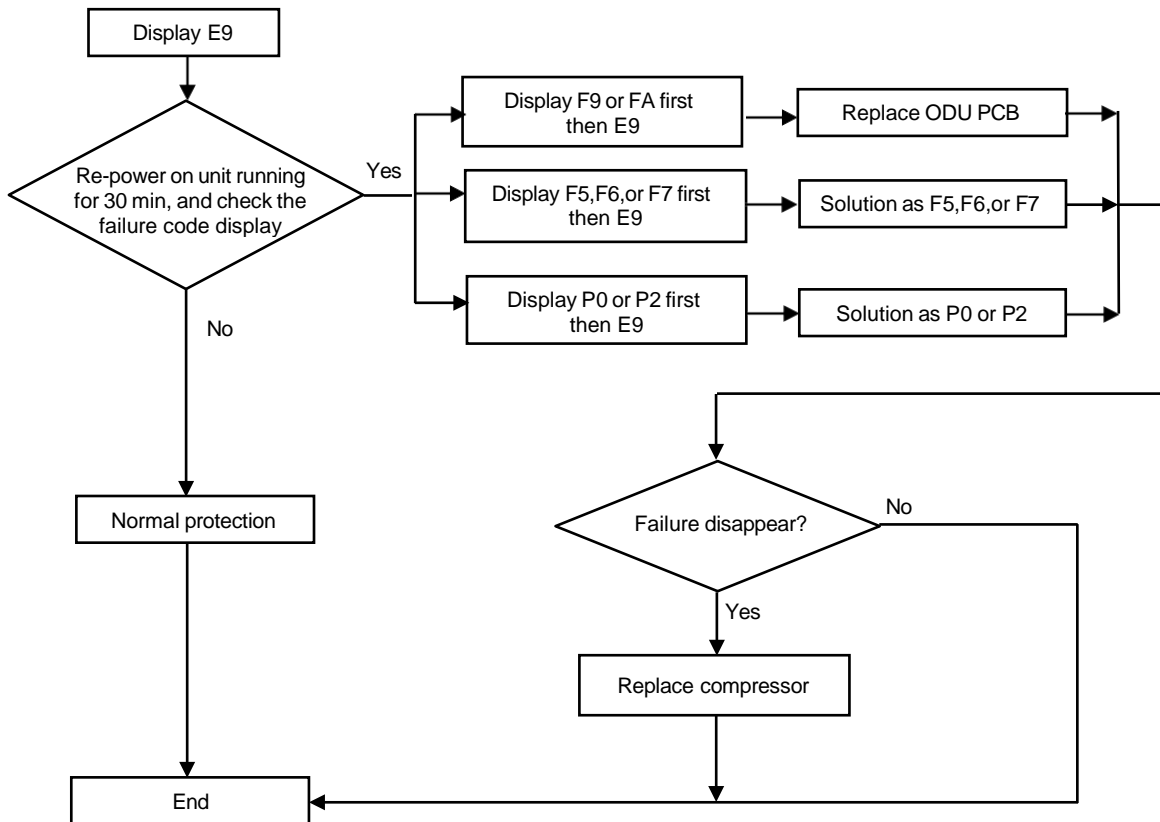 Display E9
Re-power on unit running
for 30 min, and check the
failure code display
Yes
Display F9 or FA first
then E9
Replace ODU PCB
Display F5,F6,or F7 first
then E9
Solution as F5,F6,or F7
Display P0 or P2 first
then E9
Solution as P0 or P2
No
Normal protection
Failure disappear?
No
Yes
Replace compressor
End